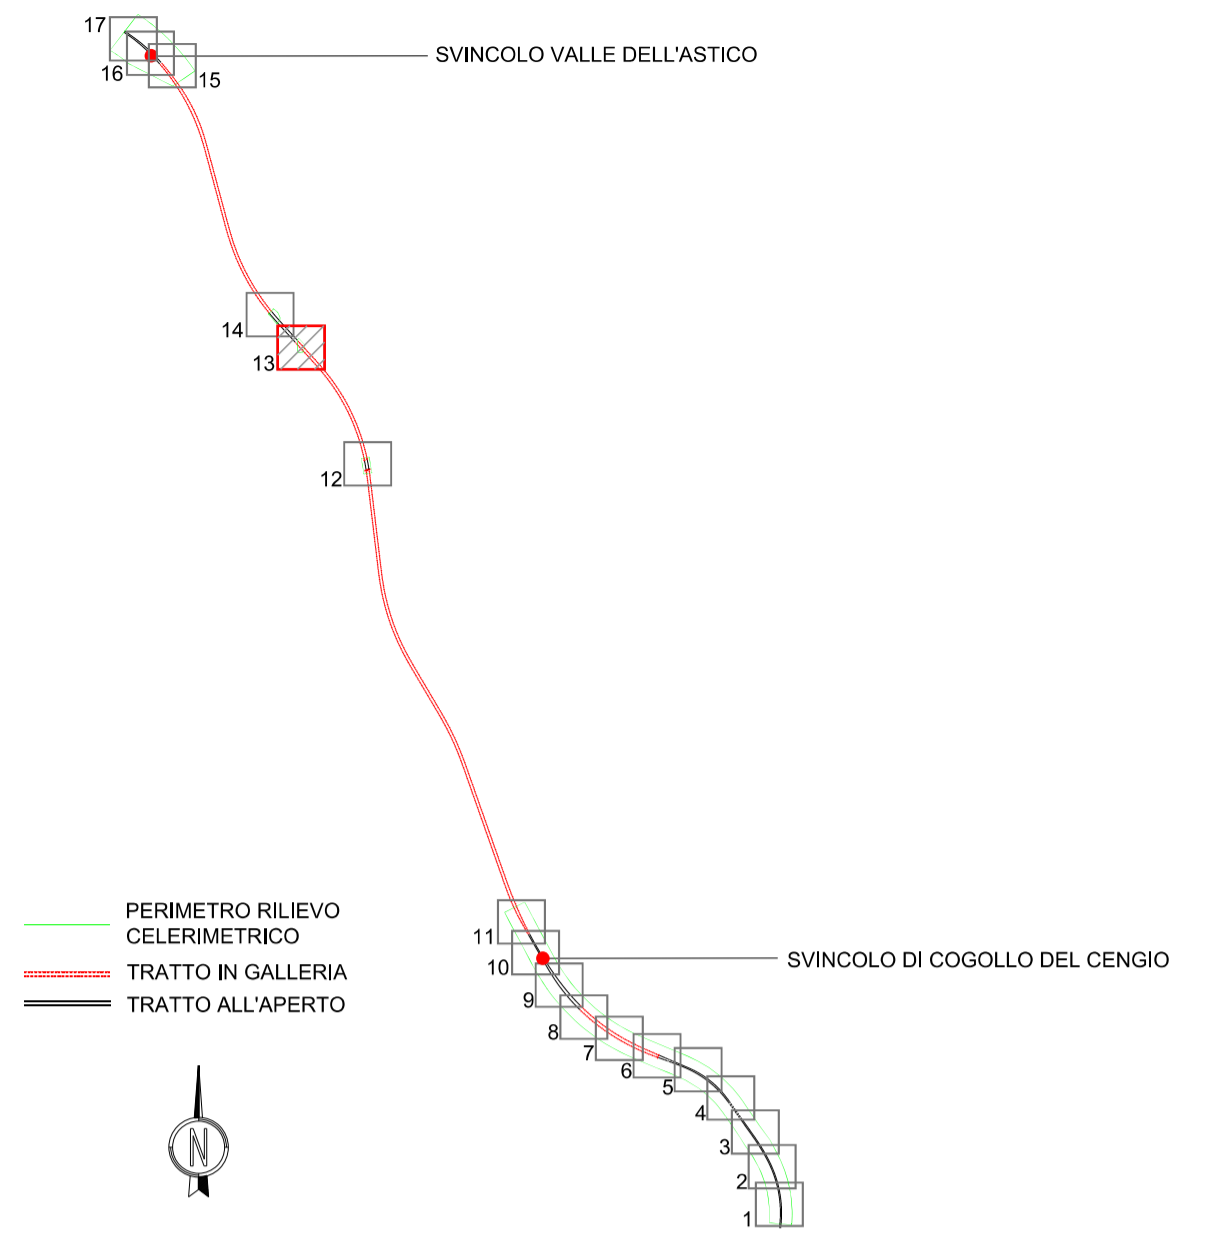 17
SVINCOLO VALLE DELL'ASTICO
16
15
14
13
12
PERIMETRO RILIEVO
CELERIMETRICO
TRATTO IN GALLERIA
TRATTO ALL'APERTO
11
10
SVINCOLO DI COGOLLO DEL CENGIO
9
8
7
6
5
4
3
2
1
N